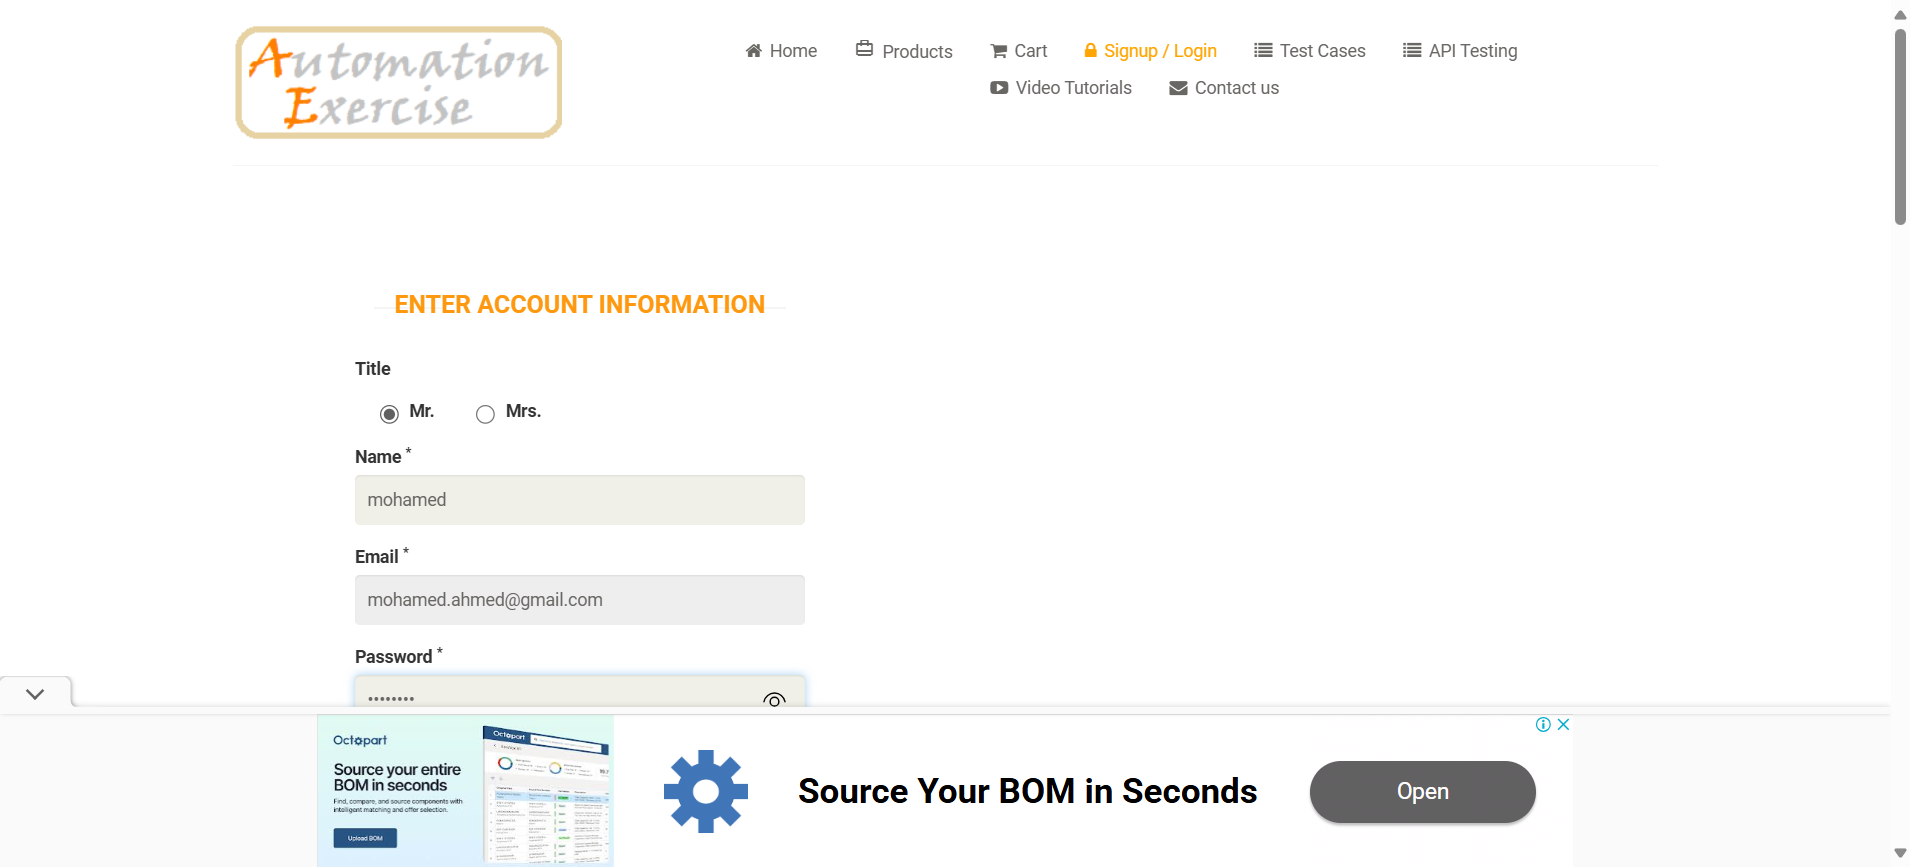 Automation
Exercise
Home
Products
Cart
Signup / Login
Test Cases
API Testing
Video Tutorials
Contact us
ENTER ACCOUNT INFORMATION
Title
Mr.
Mrs.
Name *
mohamed
Email *
mohamed.ahmed@gmail.com
Password *
••••••••
Octopart
Source your entire
BOM in seconds
Find, compare, and source components with
intelligent matching and offer selection.
Upload BOM
Octopart
Source Your BOM in Seconds
Open